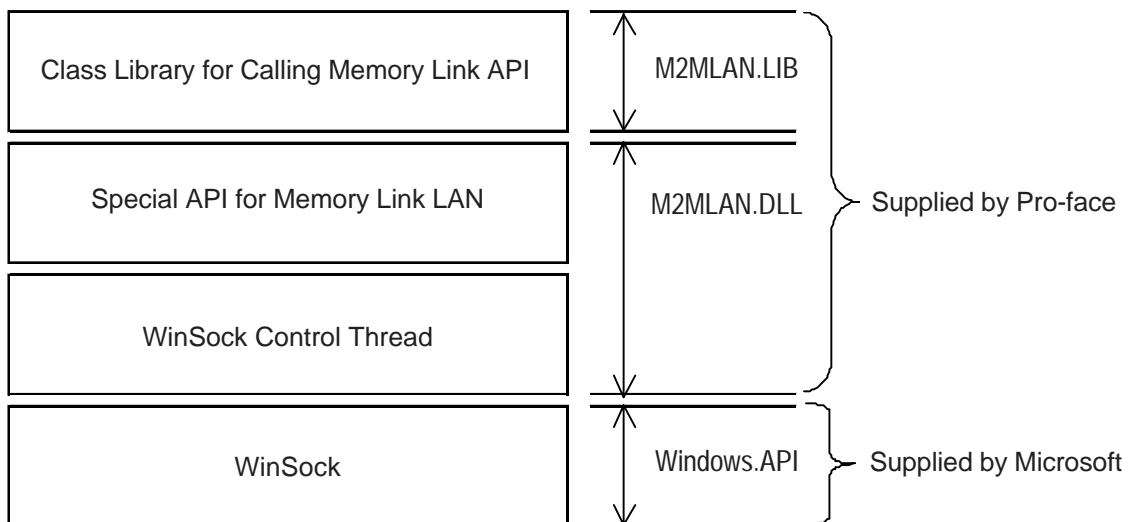 Class Library for Calling Memory Link API
M2MLAN.LIB
Special API for Memory Link LAN
M2MLAN.DLL
Supplied by Pro-face
WinSock Control Thread
WinSock
Windows.API
Supplied by Microsoft